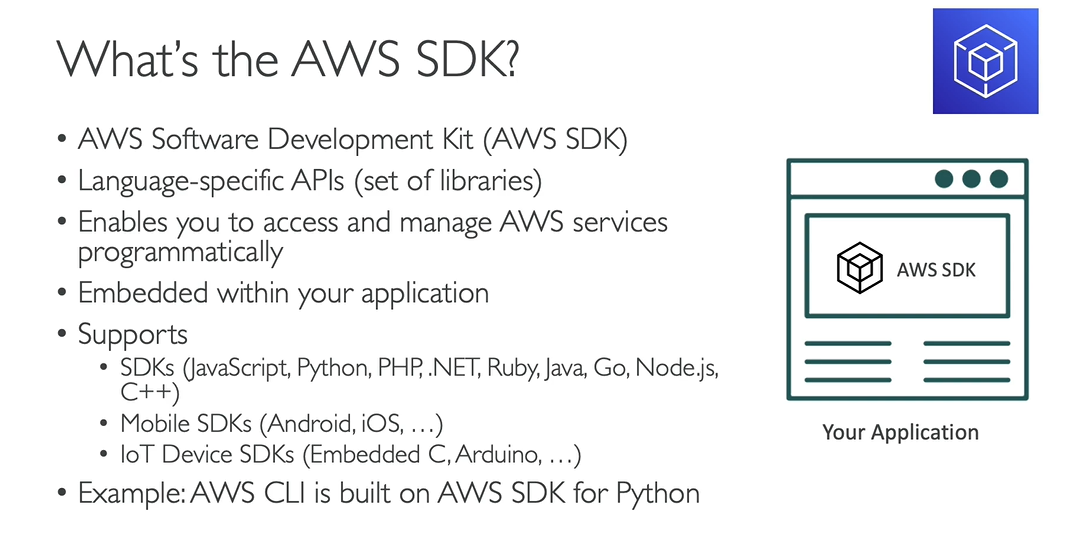 What's the AWS SDK?
• AWS Software Development Kit (AWS SDK)
• Language-specific APIs (set of libraries)
• Enables you to access and manage AWS services
programmatically
• Embedded within your application
• Supports
• SDKs (JavaScript, Python, PHP, .NET, Ruby, Java, Go, Node.js,
C++)
• Mobile SDKs (Android, iOS, …)
• IoT Device SDKs (Embedded C, Arduino, …)
• Example: AWS CLI is built on AWS SDK for Python
AWS SDK
Your Application